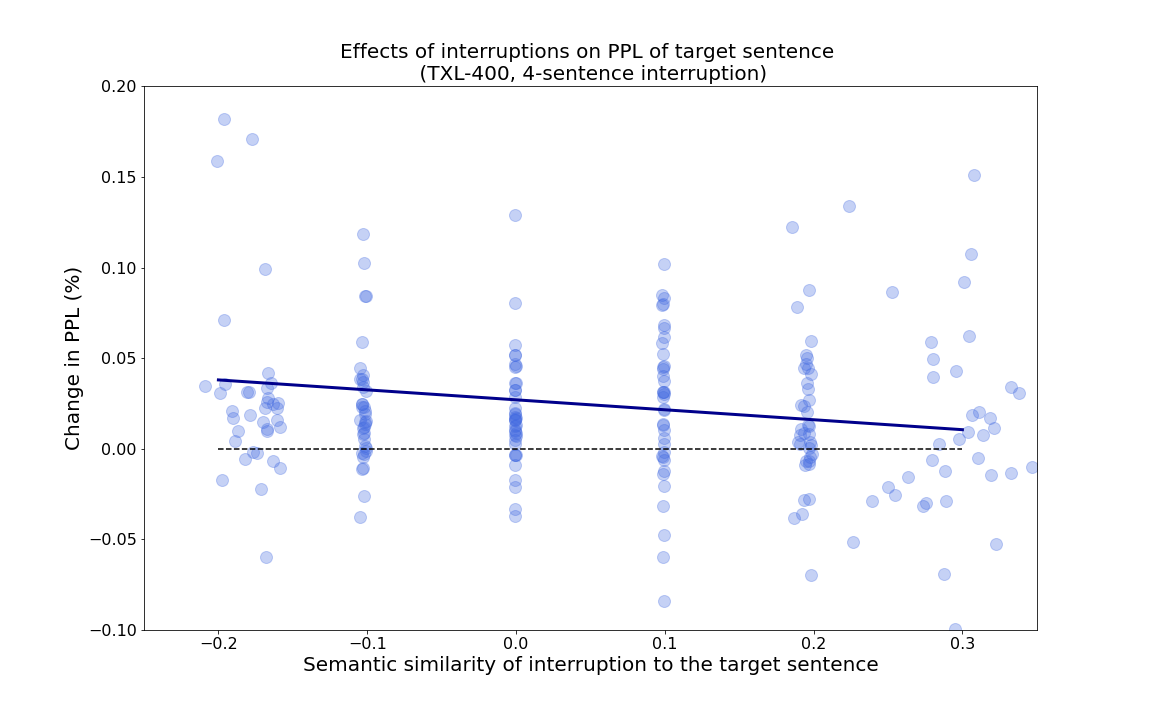 Effects of interruptions on PPL of target sentence
(TXL-400, 4-sentence interruption)
0.20
0.15
0.10
0.05
0.00
−0.05
−0.10
Change in PPL (%)
−0.2 −0.1 0.0 0.1 0.2 0.3
Semantic similarity of interruption to the target sentence